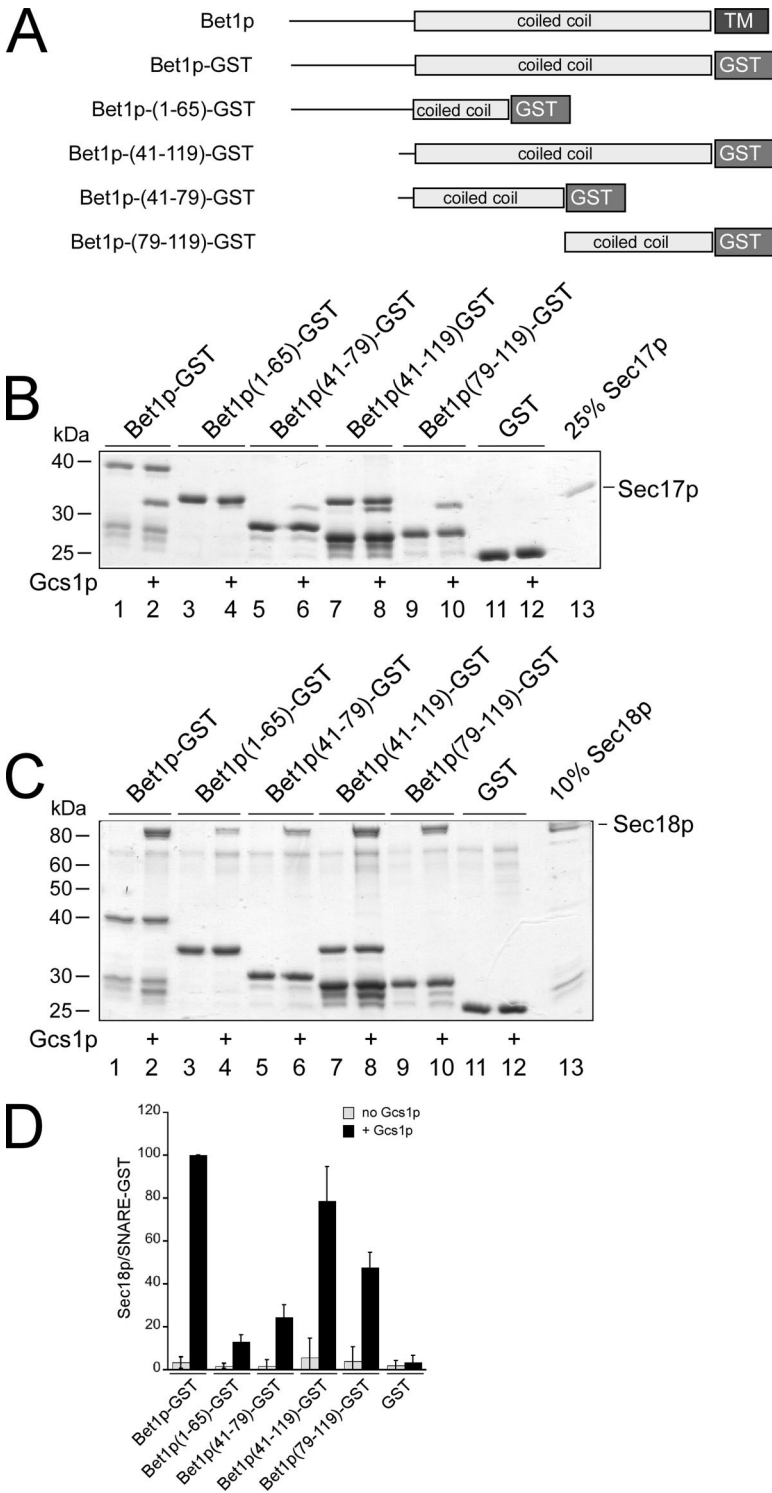 A
Bet1p coiled coil TM
Bet1p-GST coiled coil GST
Bet1p-(1-65)-GST coiled coil GST
Bet1p-(41-119)-GST coiled coil GST
Bet1p-(41-79)-GST coiled coil GST
Bet1p-(79-119)-GST coiled coil GST
B
Bet1p-GST
Bet1p(1-65)-GST
Bet1p(41-79)-GST
Bet1p(41-119)GST
Bet1p(79-119)-GST
GST
25% Sec17p
kDa
40
30
25
Sec17p
Gcs1p + + + + + +
1 2 3 4 5 6 7 8 9 10 11 12 13
C
Bet1p-GST
Bet1p(1-65)-GST
Bet1p(41-79)-GST
Bet1p(41-119)-GST
Bet1p(79-119)-GST
GST
10% Sec18p
kDa
80
60
50
40
30
25
Sec18p
Gcs1p + + + + + +
1 2 3 4 5 6 7 8 9 10 11 12 13
D
Sec18p/SNARE-GST
120
100
80
60
40
20
0
no Gcs1p
+ Gcs1p
Bet1p-GST
Bet1p(1-65)-GST
Bet1p(41-79)-GST
Bet1p(41-119)-GST
Bet1p(79-119)-GST
GST